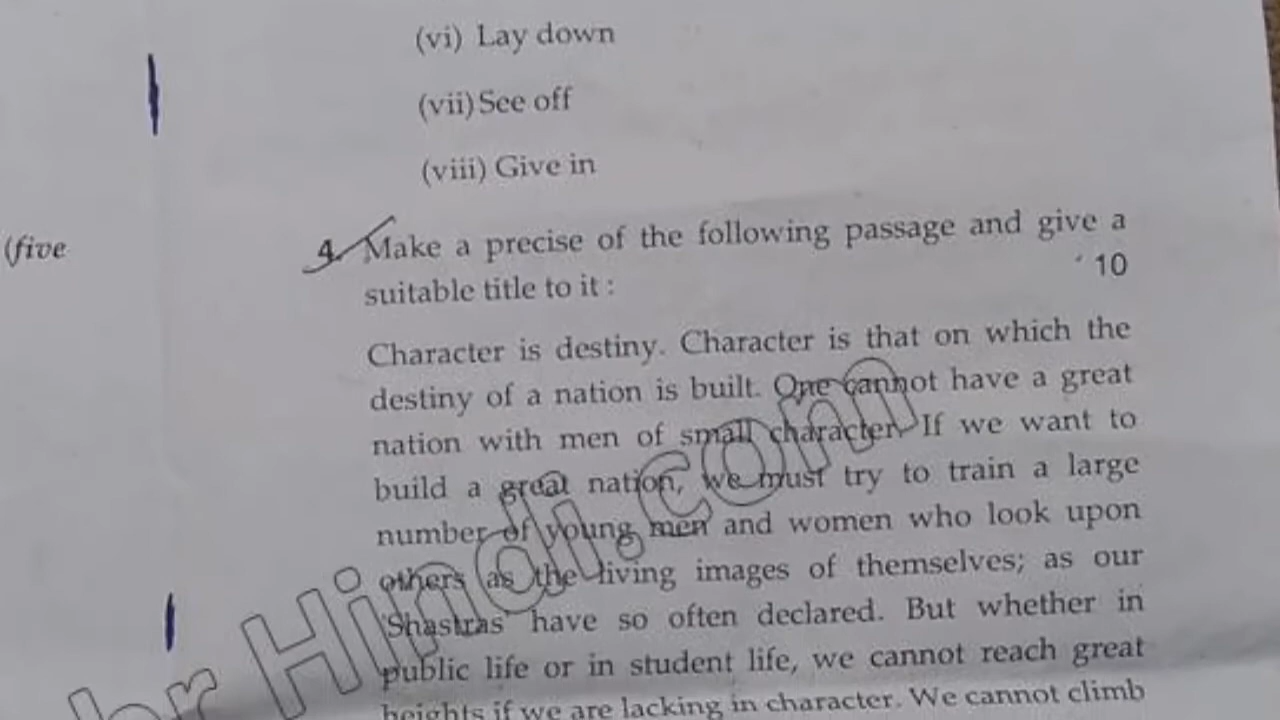 (vi) Lay down
(vii) See off
(viii) Give in
(five
4. Make a precise of the following passage and give a
suitable title to it : 10
Character is destiny. Character is that on which the
destiny of a nation is built. One cannot have a great
nation with men of small character. If we want to
build a great nation, we must try to train a large
number of young men and women who look upon
others as the living images of themselves; as our
'Shastras' have so often declared. But whether in
public life or in student life, we cannot reach great
heights if we are lacking in character. We cannot climb
Hindi.com